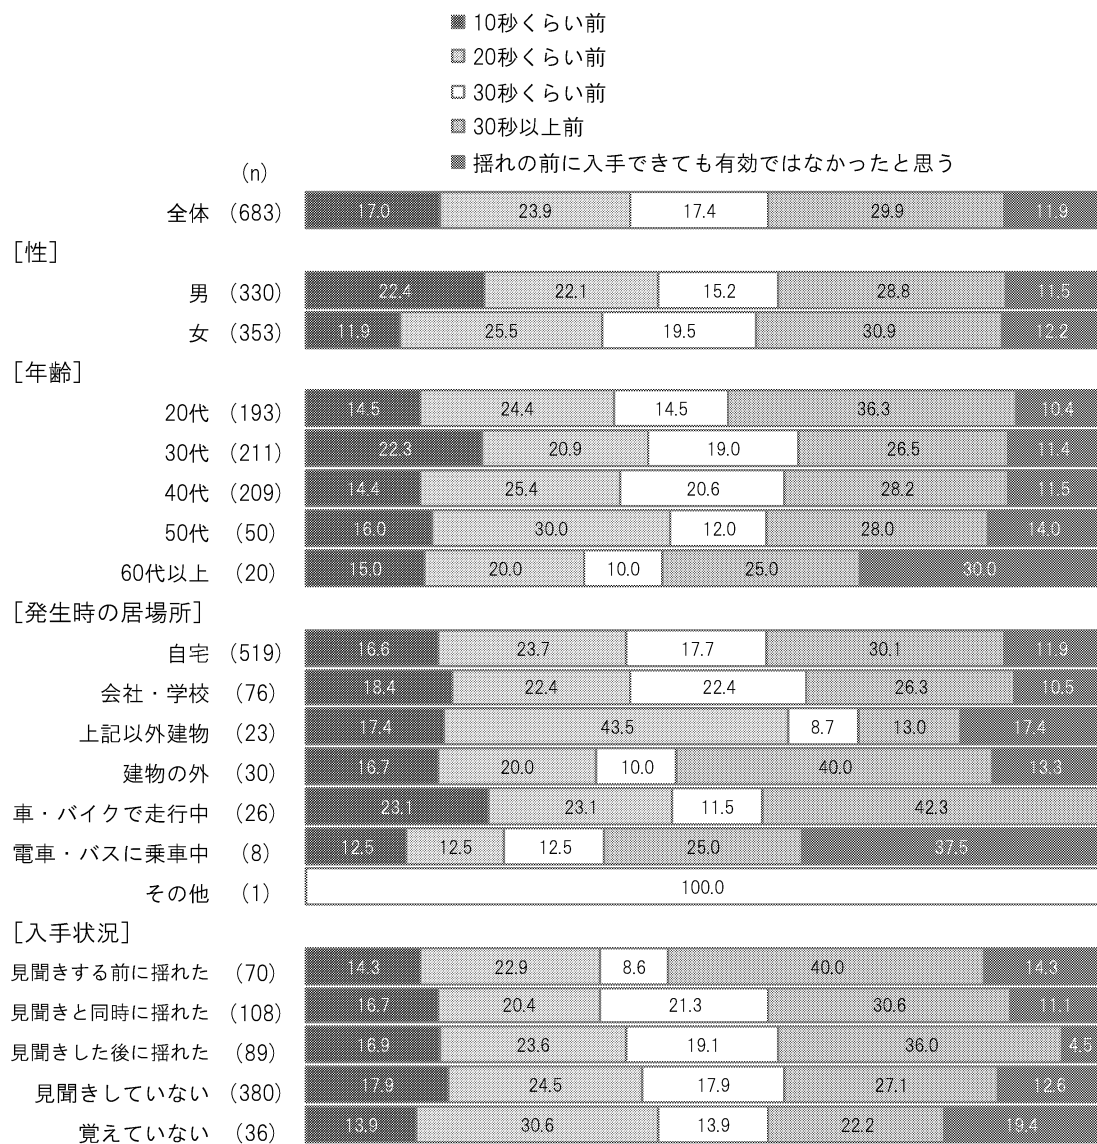 10秒くらい前
20秒くらい前
30秒くらい前
30秒以上前
揺れの前に入手できても有効ではなかったと思う
(n)
全体 (683) 17.0 23.9 17.4 29.9 11.9
[性]
男 (330) 22.4 22.1 15.2 28.8 11.5
女 (353) 11.9 25.5 19.5 30.9 12.2
[年齢]
20代 (193) 14.5 24.4 14.5 36.3 10.4
30代 (211) 22.3 20.9 19.0 26.5 11.4
40代 (209) 14.4 25.4 20.6 28.2 11.5
50代 (50) 16.0 30.0 12.0 28.0 14.0
60代以上 (20) 15.0 20.0 10.0 25.0 30.0
[発生時の居場所]
自宅 (519) 16.6 23.7 17.7 30.1 11.9
会社・学校 (76) 18.4 22.4 22.4 26.3 10.5
上記以外建物 (23) 17.4 43.5 8.7 13.0 17.4
建物の外 (30) 16.7 20.0 10.0 40.0 13.3
車・バイクで走行中 (26) 23.1 23.1 11.5 42.3
電車・バスに乗車中 (8) 12.5 12.5 12.5 25.0 37.5
その他 (1) 100.0
[入手状況]
見聞きする前に揺れた (70) 14.3 22.9 8.6 40.0 14.3
見聞きと同時に揺れた (108) 16.7 20.4 21.3 30.6 11.1
見聞きした後に揺れた (89) 16.9 23.6 19.1 36.0 4.5
見聞きしていない (380) 17.9 24.5 17.9 27.1 12.6
覚えていない (36) 13.9 30.6 13.9 22.2 19.4